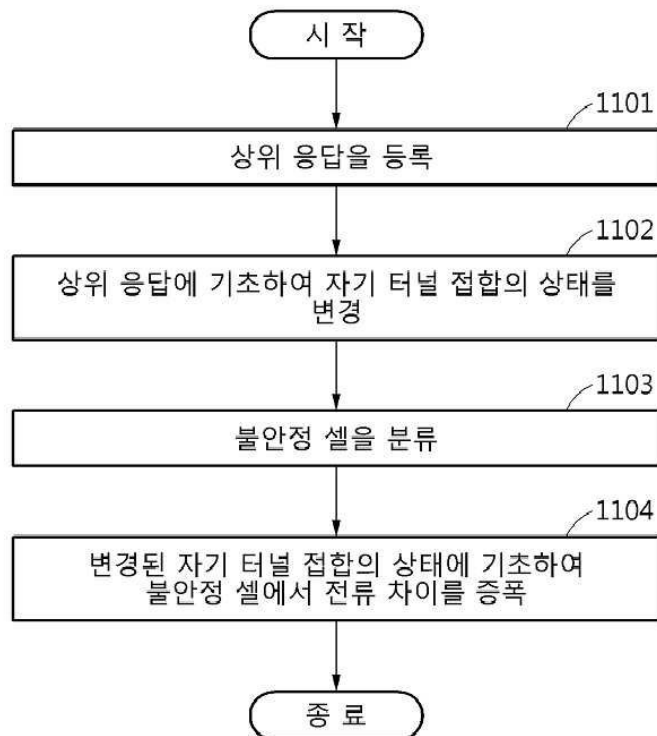 시 작
1101
상위 응답을 등록
1102
상위 응답에 기초하여 자기 터널 접합의 상태를
변경
1103
불안정 셀을 분류
1104
변경된 자기 터널 접합의 상태에 기초하여
불안정 셀에서 전류 차이를 증폭
종 료